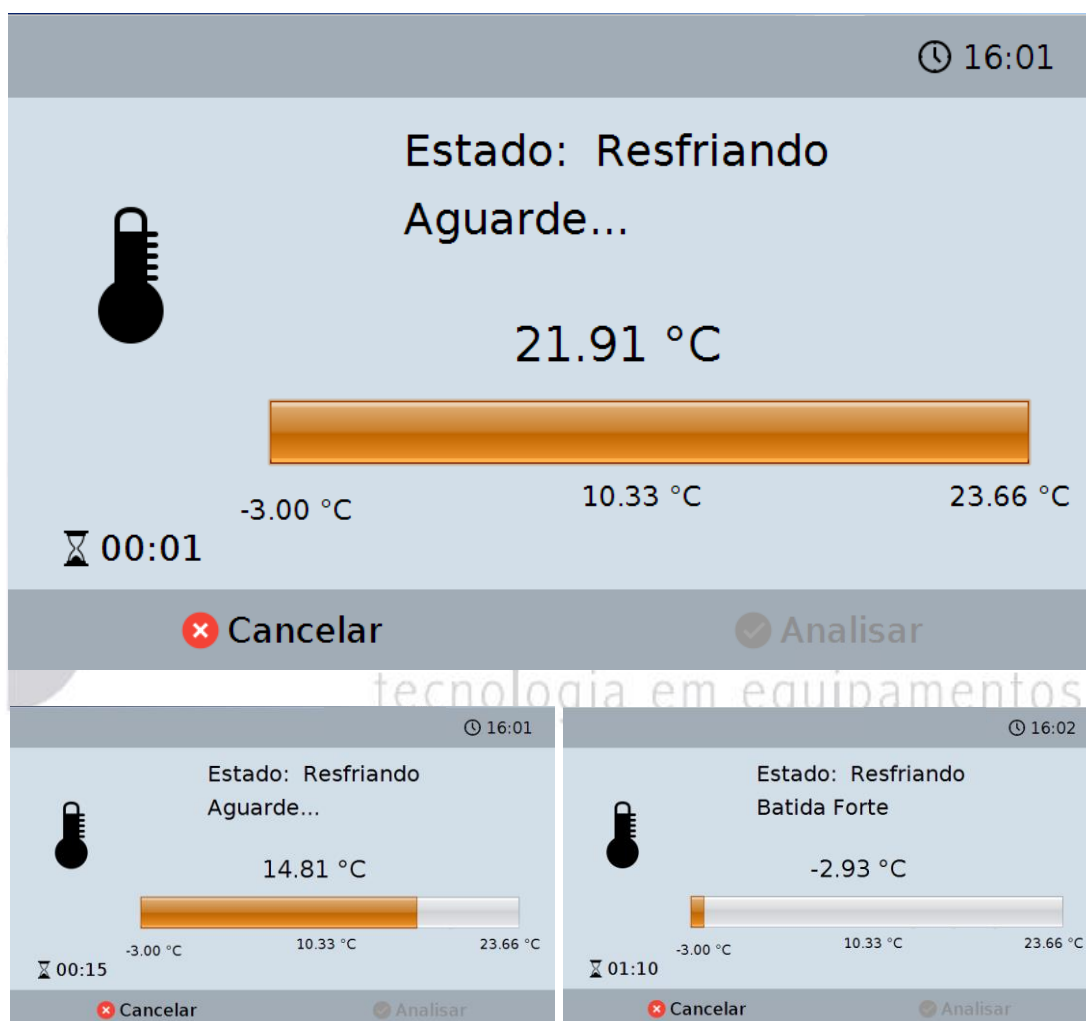 16:01
Estado: Resfriando
Aguarde...
21.91 °C
-3.00 °C
10.33 °C
23.66 °C
00:01
Cancelar
Analisar
tecnologia em equipamentos
16:01
Estado: Resfriando
Aguarde...
14.81 °C
-3.00 °C
10.33 °C
23.66 °C
00:15
Cancelar
Analisar
16:02
Estado: Resfriando
Batida Forte
-2.93 °C
-3.00 °C
10.33 °C
23.66 °C
01:10
Cancelar
Analisar